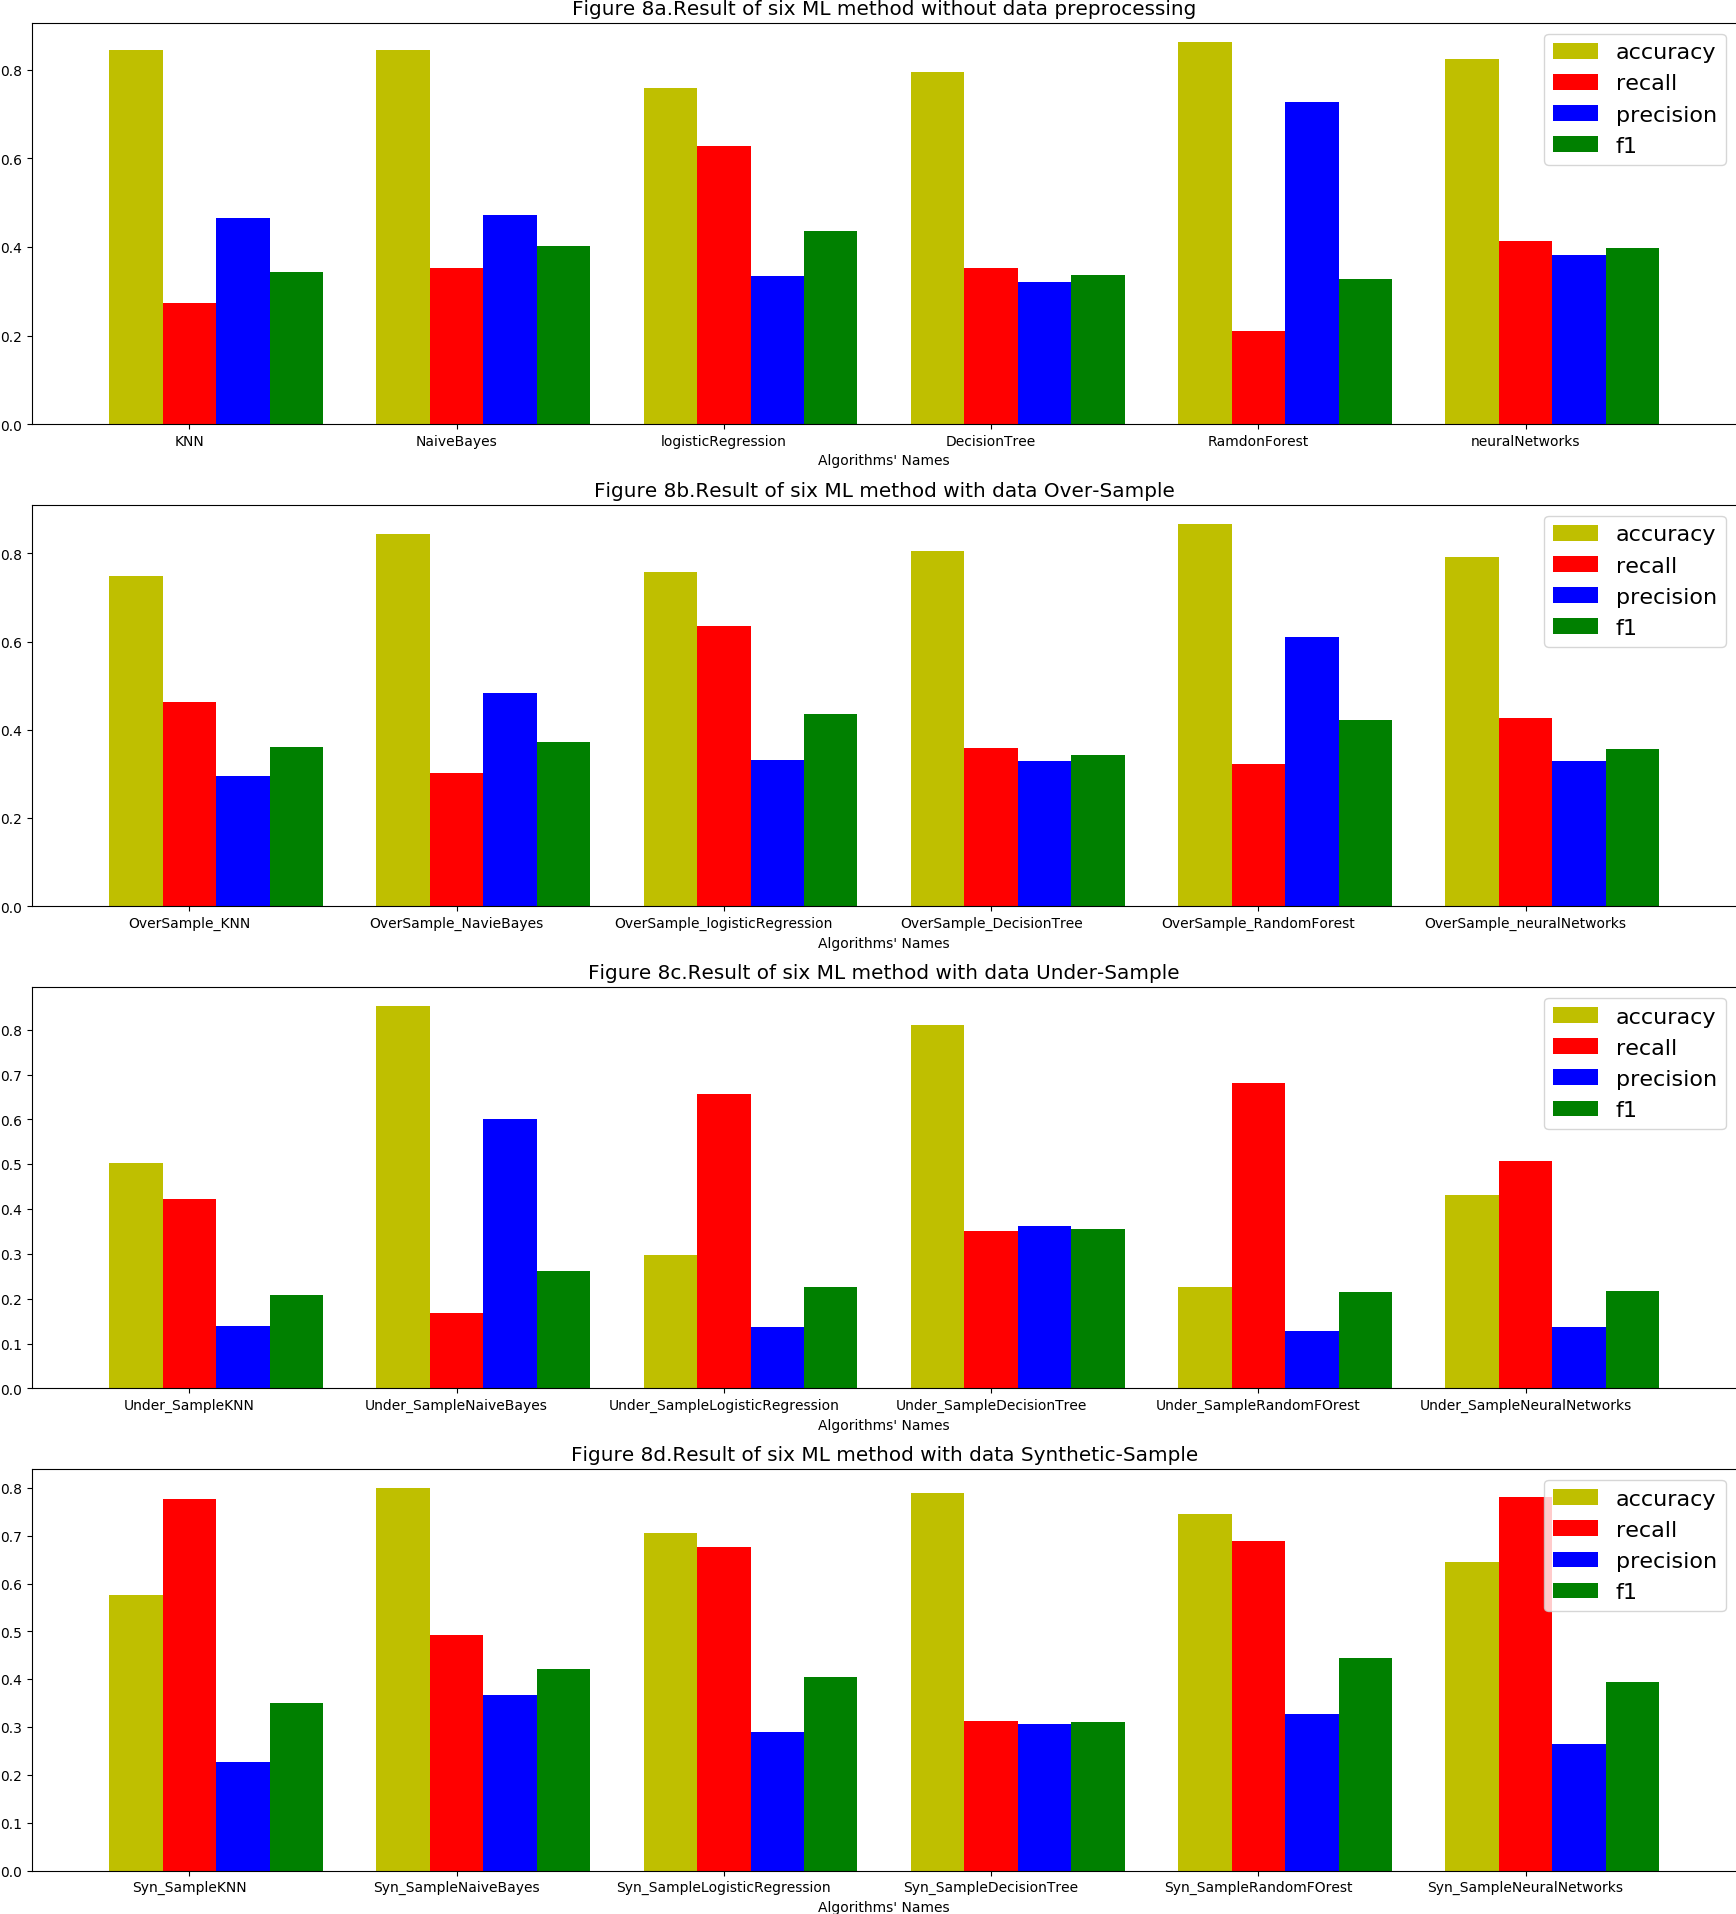 Figure 8a.Result of six ML method without data preprocessing
0.8
0.6
0.4
0.2
0.0
accuracy
recall
precision
f1
KNN NaiveBayes logisticRegression DecisionTree RamdonForest neuralNetworks
Algorithms' Names
Figure 8b.Result of six ML method with data Over-Sample
0.8
0.6
0.4
0.2
0.0
accuracy
recall
precision
f1
OverSample_KNN OverSample_NavieBayes OverSample_logisticRegression OverSample_DecisionTree OverSample_RandomForest OverSample_neuralNetworks
Algorithms' Names
Figure 8c.Result of six ML method with data Under-Sample
0.8
0.7
0.6
0.5
0.4
0.3
0.2
0.1
0.0
accuracy
recall
precision
f1
Under_SampleKNN Under_SampleNaiveBayes Under_SampleLogisticRegression Under_SampleDecisionTree Under_SampleRandomFOrest Under_SampleNeuralNetworks
Algorithms' Names
Figure 8d.Result of six ML method with data Synthetic-Sample
0.8
0.7
0.6
0.5
0.4
0.3
0.2
0.1
0.0
accuracy
recall
precision
f1
Syn_SampleKNN Syn_SampleNaiveBayes Syn_SampleLogisticRegression Syn_SampleDecisionTree Syn_SampleRandomFOrest Syn_SampleNeuralNetworks
Algorithms' Names